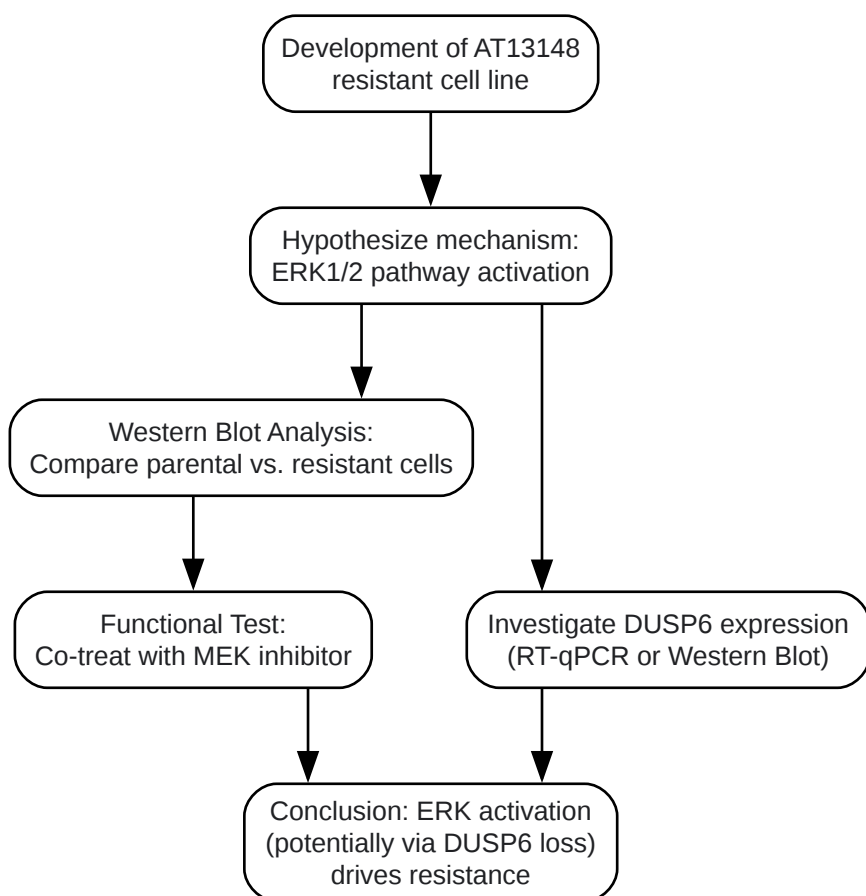 Development of AT13148
resistant cell line
Hypothesize mechanism:
ERK1/2 pathway activation
Western Blot Analysis:
Compare parental vs. resistant cells
Functional Test:
Co-treat with MEK inhibitor
Investigate DUSP6 expression
(RT-qPCR or Western Blot)
Conclusion: ERK activation
(potentially via DUSP6 loss)
drives resistance